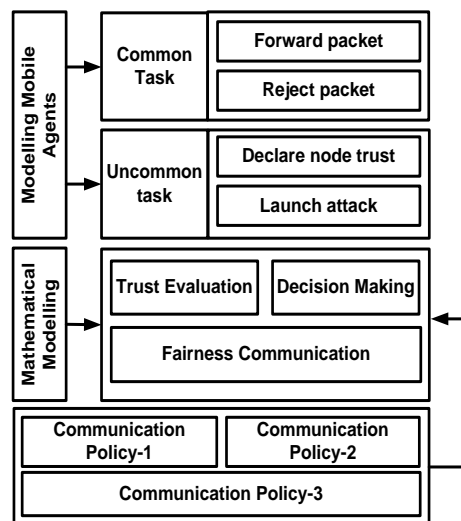 Modelling Mobile
Agents
Common
Task
Forward packet
Reject packet
Uncommon
task
Declare node trust
Launch attack
Mathematical
Modelling
Trust Evaluation
Decision Making
Fairness Communication
Communication
Policy-1
Communication
Policy-2
Communication Policy-3